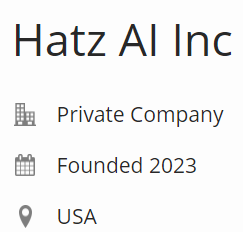 Hatz AI Inc
Private Company
Founded 2023
USA